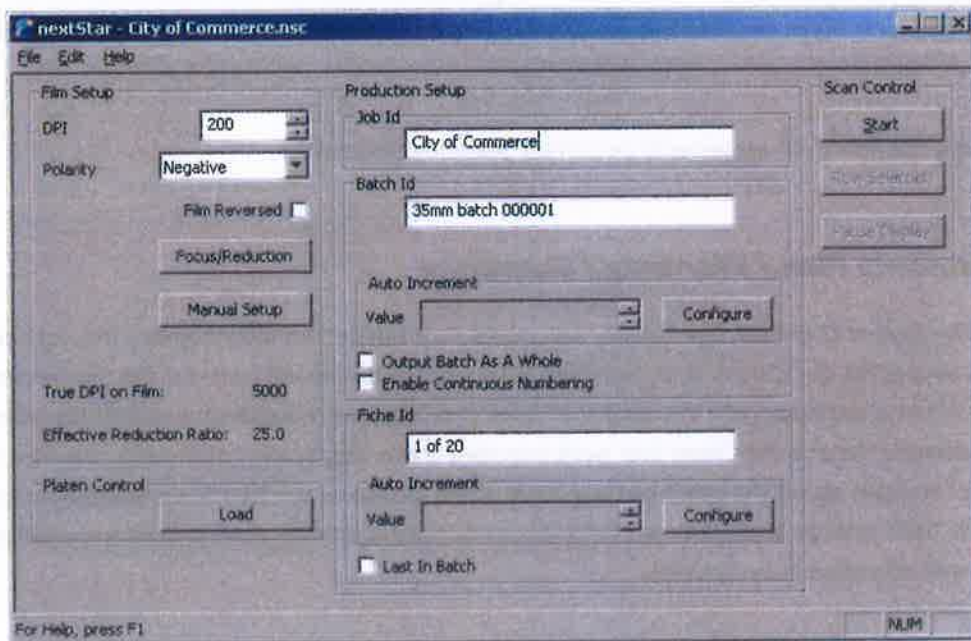 nextStar - City of Commerce.nsc
File Edit Help
Film Setup
DPI
200
Polarity
Negative
Film Reversed
Focus/Reduction
Manual Setup
True DPI on Film: 5000
Effective Reduction Ratio: 25.0
Platen Control
Load
Production Setup
Job Id
City of Commerce
Batch Id
35mm batch 000001
Auto Increment
Value
Configure
Output Batch As A Whole
Enable Continuous Numbering
Fiche Id
1 of 20
Auto Increment
Value
Configure
Last In Batch
Scan Control
Start
Pause Display
For Help, press F1
NUM